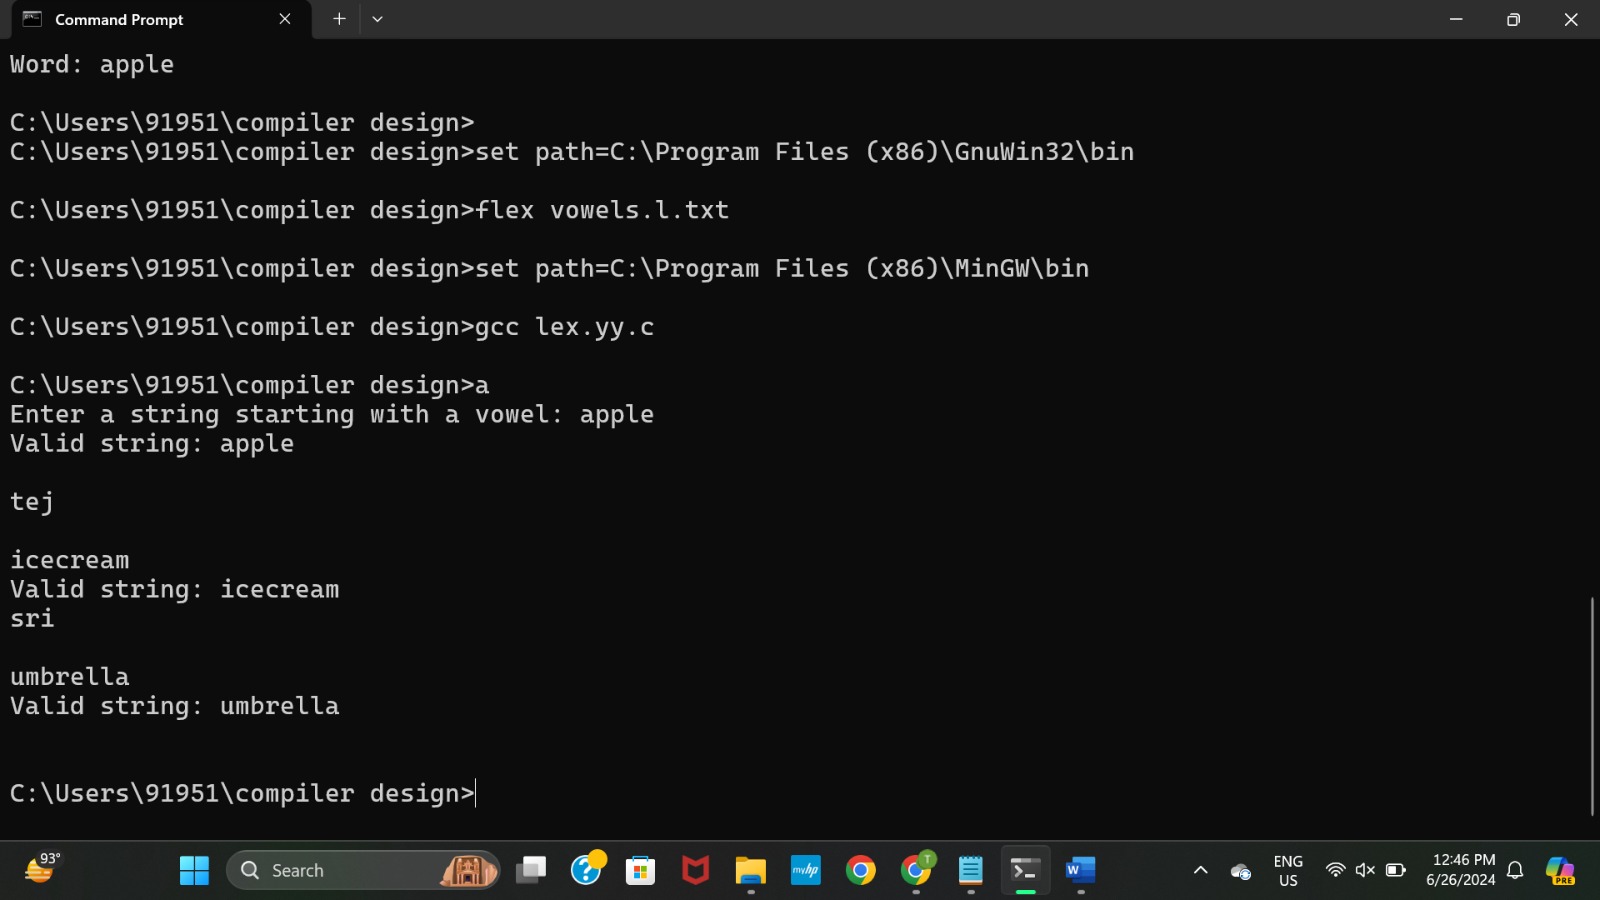 Command Prompt
Word: apple
C:\Users\91951\compiler design>
C:\Users\91951\compiler design>set path=C:\Program Files (x86)\GnuWin32\bin
C:\Users\91951\compiler design>flex vowels.l.txt
C:\Users\91951\compiler design>set path=C:\Program Files (x86)\MinGW\bin
C:\Users\91951\compiler design>gcc lex.yy.c
C:\Users\91951\compiler design>a
Enter a string starting with a vowel: apple
Valid string: apple
tej
icecream
Valid string: icecream
sri
umbrella
Valid string: umbrella
C:\Users\91951\compiler design>
93°
Search
myhp
T
W
PRE
ENG
US
12:46 PM
6/26/2024